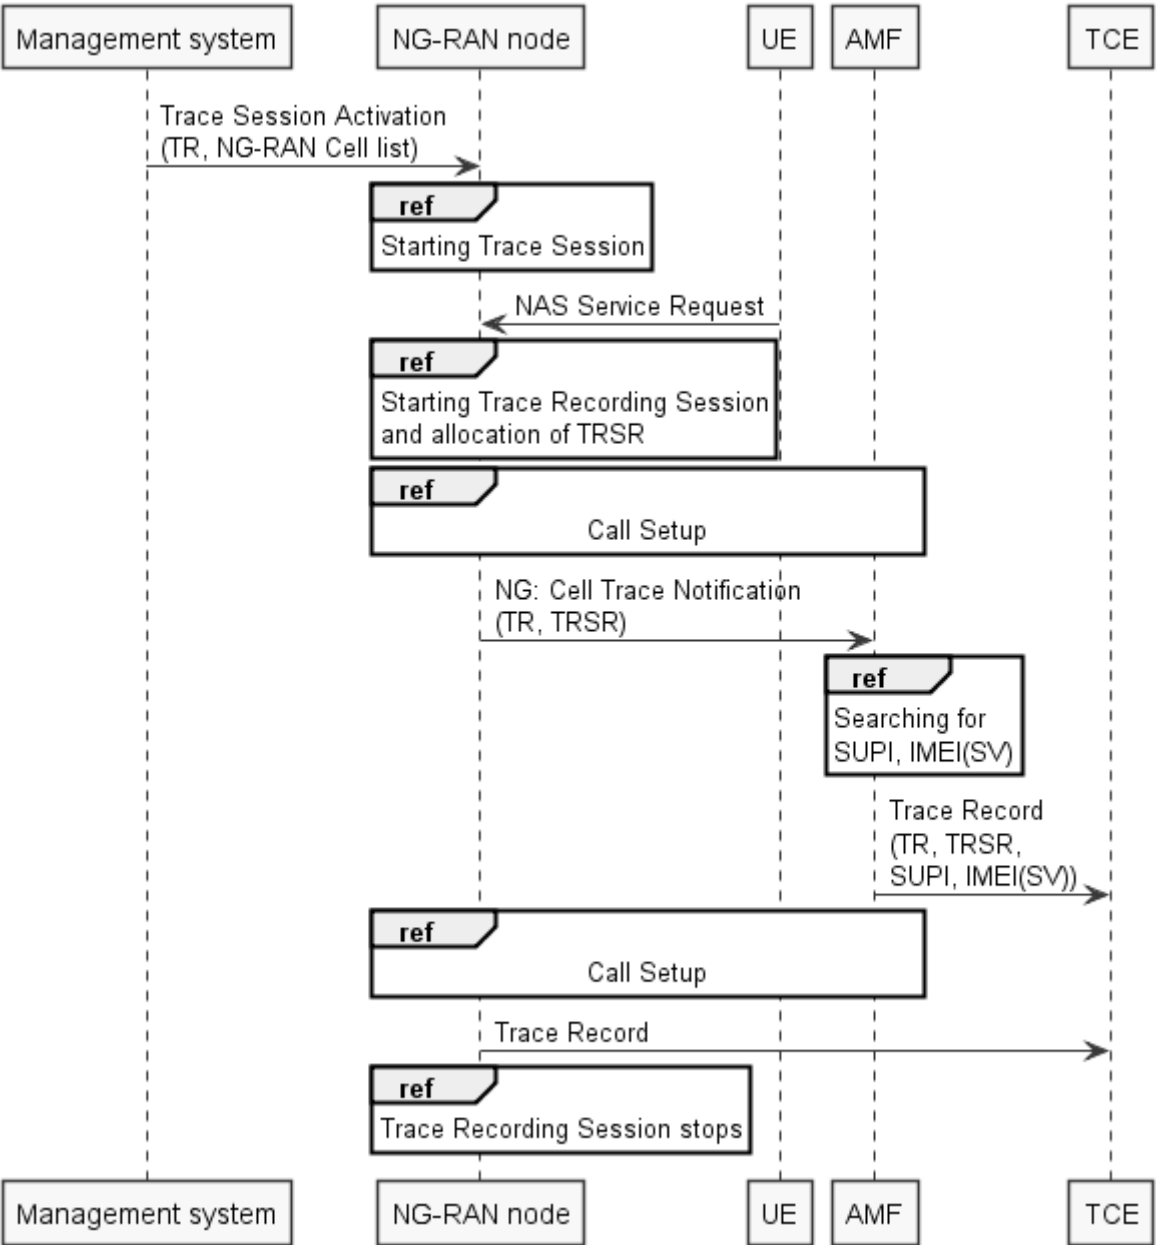 Management system
NG-RAN node
UE
AMF
TCE
Trace Session Activation
(TR, NG-RAN Cell list)
ref
Starting Trace Session
NAS Service Request
ref
Starting Trace Recording Session
and allocation of TRSR
ref
Call Setup
NG: Cell Trace Notification
(TR, TRSR)
ref
Searching for
SUPI, IMEI(SV)
Trace Record
(TR, TRSR,
SUPI, IMEI(SV))
ref
Call Setup
Trace Record
ref
Trace Recording Session stops
Management system
NG-RAN node
UE
AMF
TCE